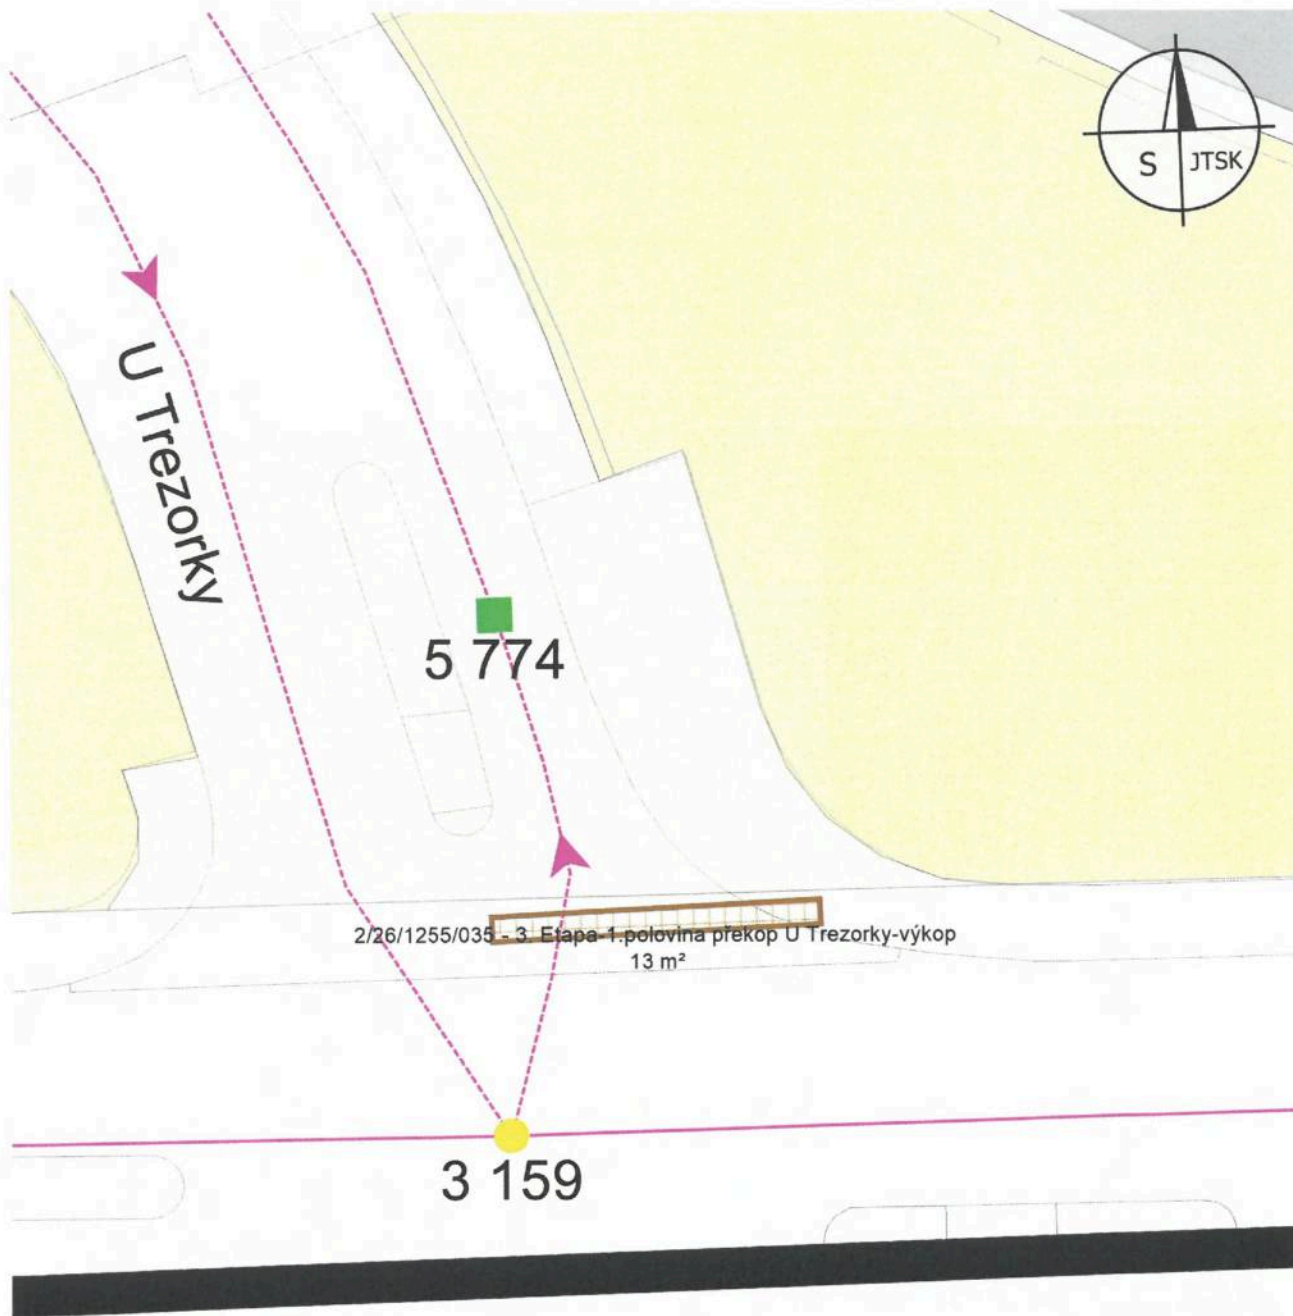 S JTSK
U Trezorky
5 774
2/26/1255/035 - 3. Etapa-1.polovina překop U Trezorky-výkop
13 m²
3 159